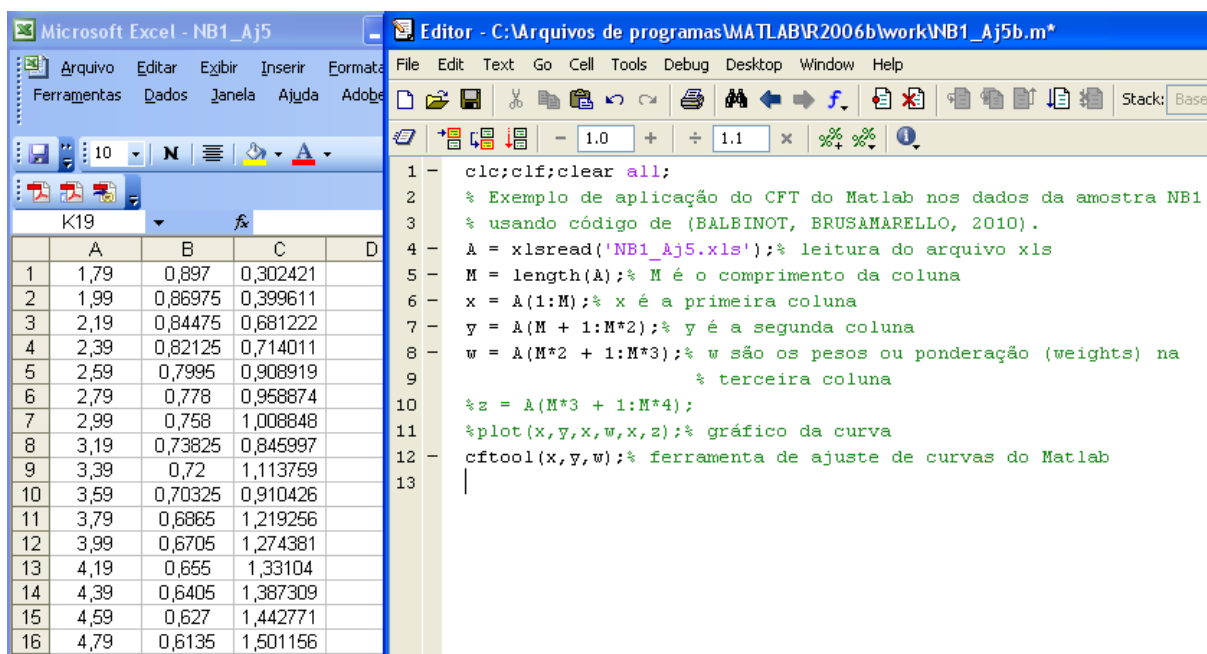 Microsoft Excel - NB1_Aj5
Arquivo Editar Exibir Inserir Formata
Ferramentas Dados Janela Ajuda Adobe
10 N A
K19 fx
A B C D
1 1,79 0,897 0,302421
2 1,99 0,86975 0,399611
3 2,19 0,84475 0,681222
4 2,39 0,82125 0,714011
5 2,59 0,7995 0,908919
6 2,79 0,778 0,958874
7 2,99 0,758 1,008848
8 3,19 0,73825 0,845997
9 3,39 0,72 1,113759
10 3,59 0,70325 0,910426
11 3,79 0,6865 1,219256
12 3,99 0,6705 1,274381
13 4,19 0,655 1,33104
14 4,39 0,6405 1,387309
15 4,59 0,627 1,442771
16 4,79 0,6135 1,501156
Editor - C:\Arquivos de programas\MATLAB\R2006b\work\NB1_Aj5b.m*
File Edit Text Go Cell Tools Debug Desktop Window Help
Stack: Base
- 1.0 + ÷ 1.1 ×
1 - clc;clf;clear all;
2 % Exemplo de aplicação do CFT do Matlab nos dados da amostra NB1
3 % usando código de (BALBINOT, BRUSAMARELLO, 2010).
4 - A = xlsread('NB1_Aj5.xls');% leitura do arquivo xls
5 - M = length(A);% M é o comprimento da coluna
6 - x = A(1:M);% x é a primeira coluna
7 - y = A(M + 1:M*2);% y é a segunda coluna
8 - w = A(M*2 + 1:M*3);% w são os pesos ou ponderação (weights) na
9 % terceira coluna
10 %z = A(M*3 + 1:M*4);
11 %plot(x,y,x,w,x,z);% gráfico da curva
12 - cftool(x,y,w);% ferramenta de ajuste de curvas do Matlab
13